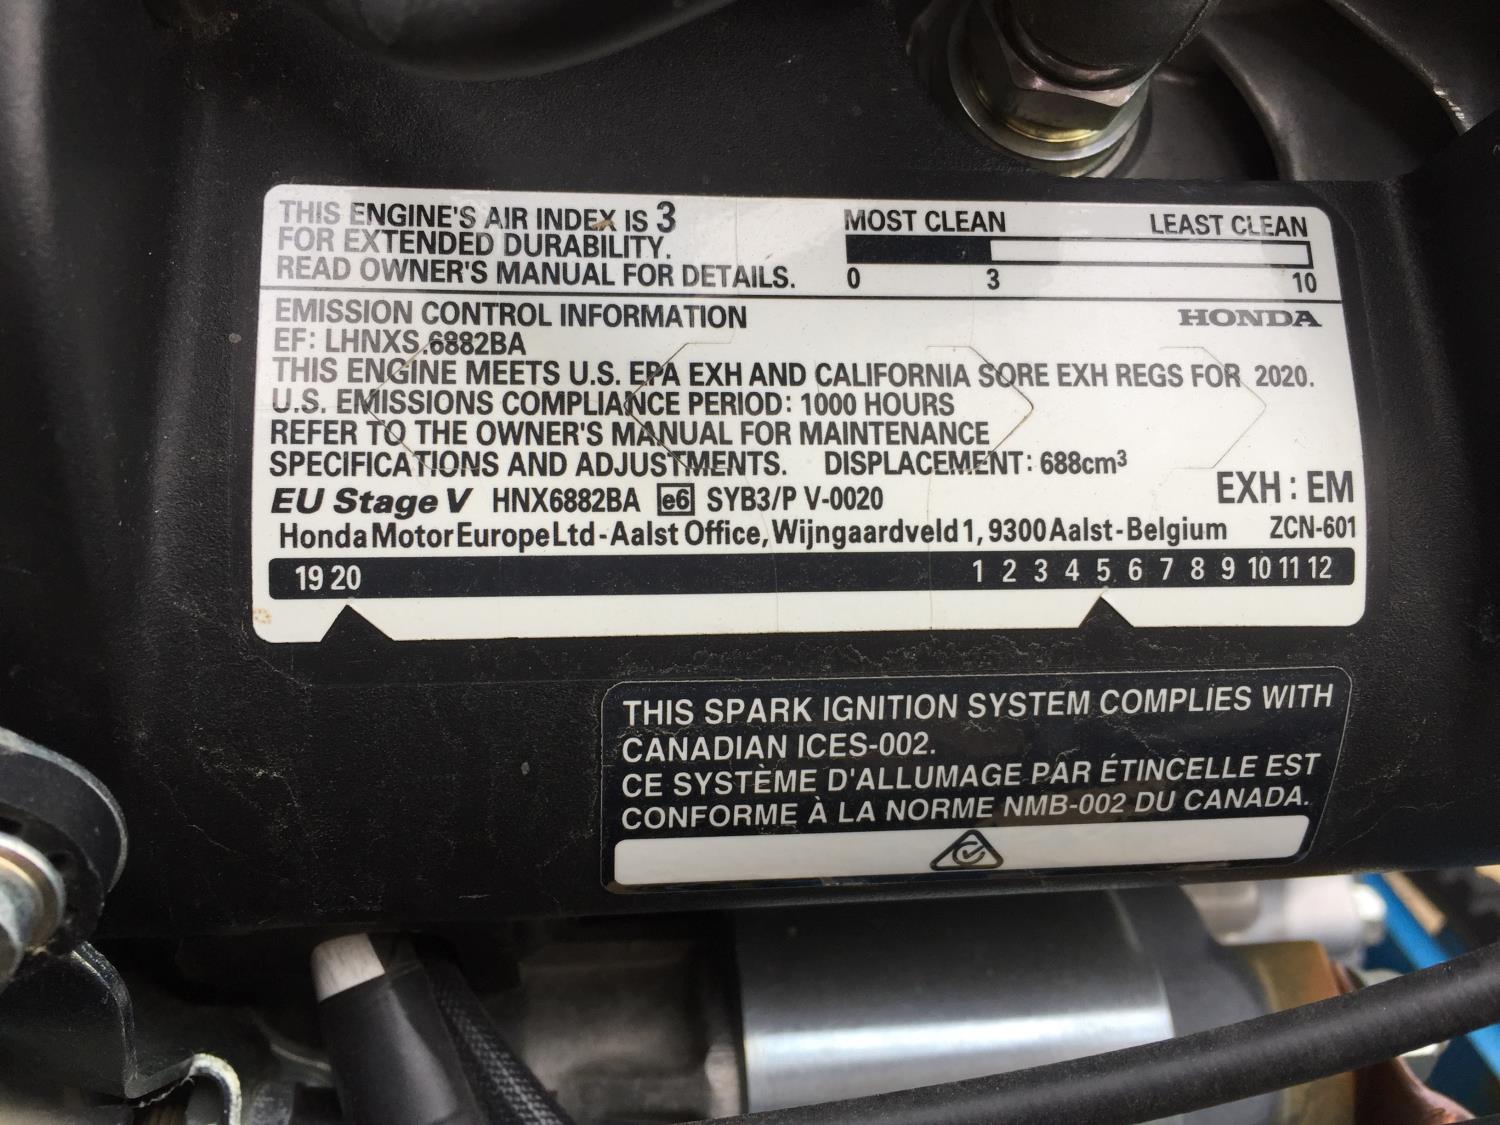 THIS ENGINE'S AIR INDEX IS 3
FOR EXTENDED DURABILITY.
READ OWNER'S MANUAL FOR DETAILS.
MOST CLEAN LEAST CLEAN
0 3 10
EMISSION CONTROL INFORMATION
HONDA
EF: LHNXS.6882BA
THIS ENGINE MEETS U.S. EPA EXH AND CALIFORNIA SORE EXH REGS FOR 2020.
U.S. EMISSIONS COMPLIANCE PERIOD: 1000 HOURS
REFER TO THE OWNER'S MANUAL FOR MAINTENANCE
SPECIFICATIONS AND ADJUSTMENTS. DISPLACEMENT: 688cm³
EXH : EM
EU Stage V HNX6882BA e6 SYB3/P V-0020
Honda Motor Europe Ltd - Aalst Office, Wijngaardveld 1, 9300 Aalst - Belgium ZCN-601
19 20 1 2 3 4 5 6 7 8 9 10 11 12
THIS SPARK IGNITION SYSTEM COMPLIES WITH
CANADIAN ICES-002.
CE SYSTÈME D'ALLUMAGE PAR ÉTINCELLE EST
CONFORME À LA NORME NMB-002 DU CANADA.